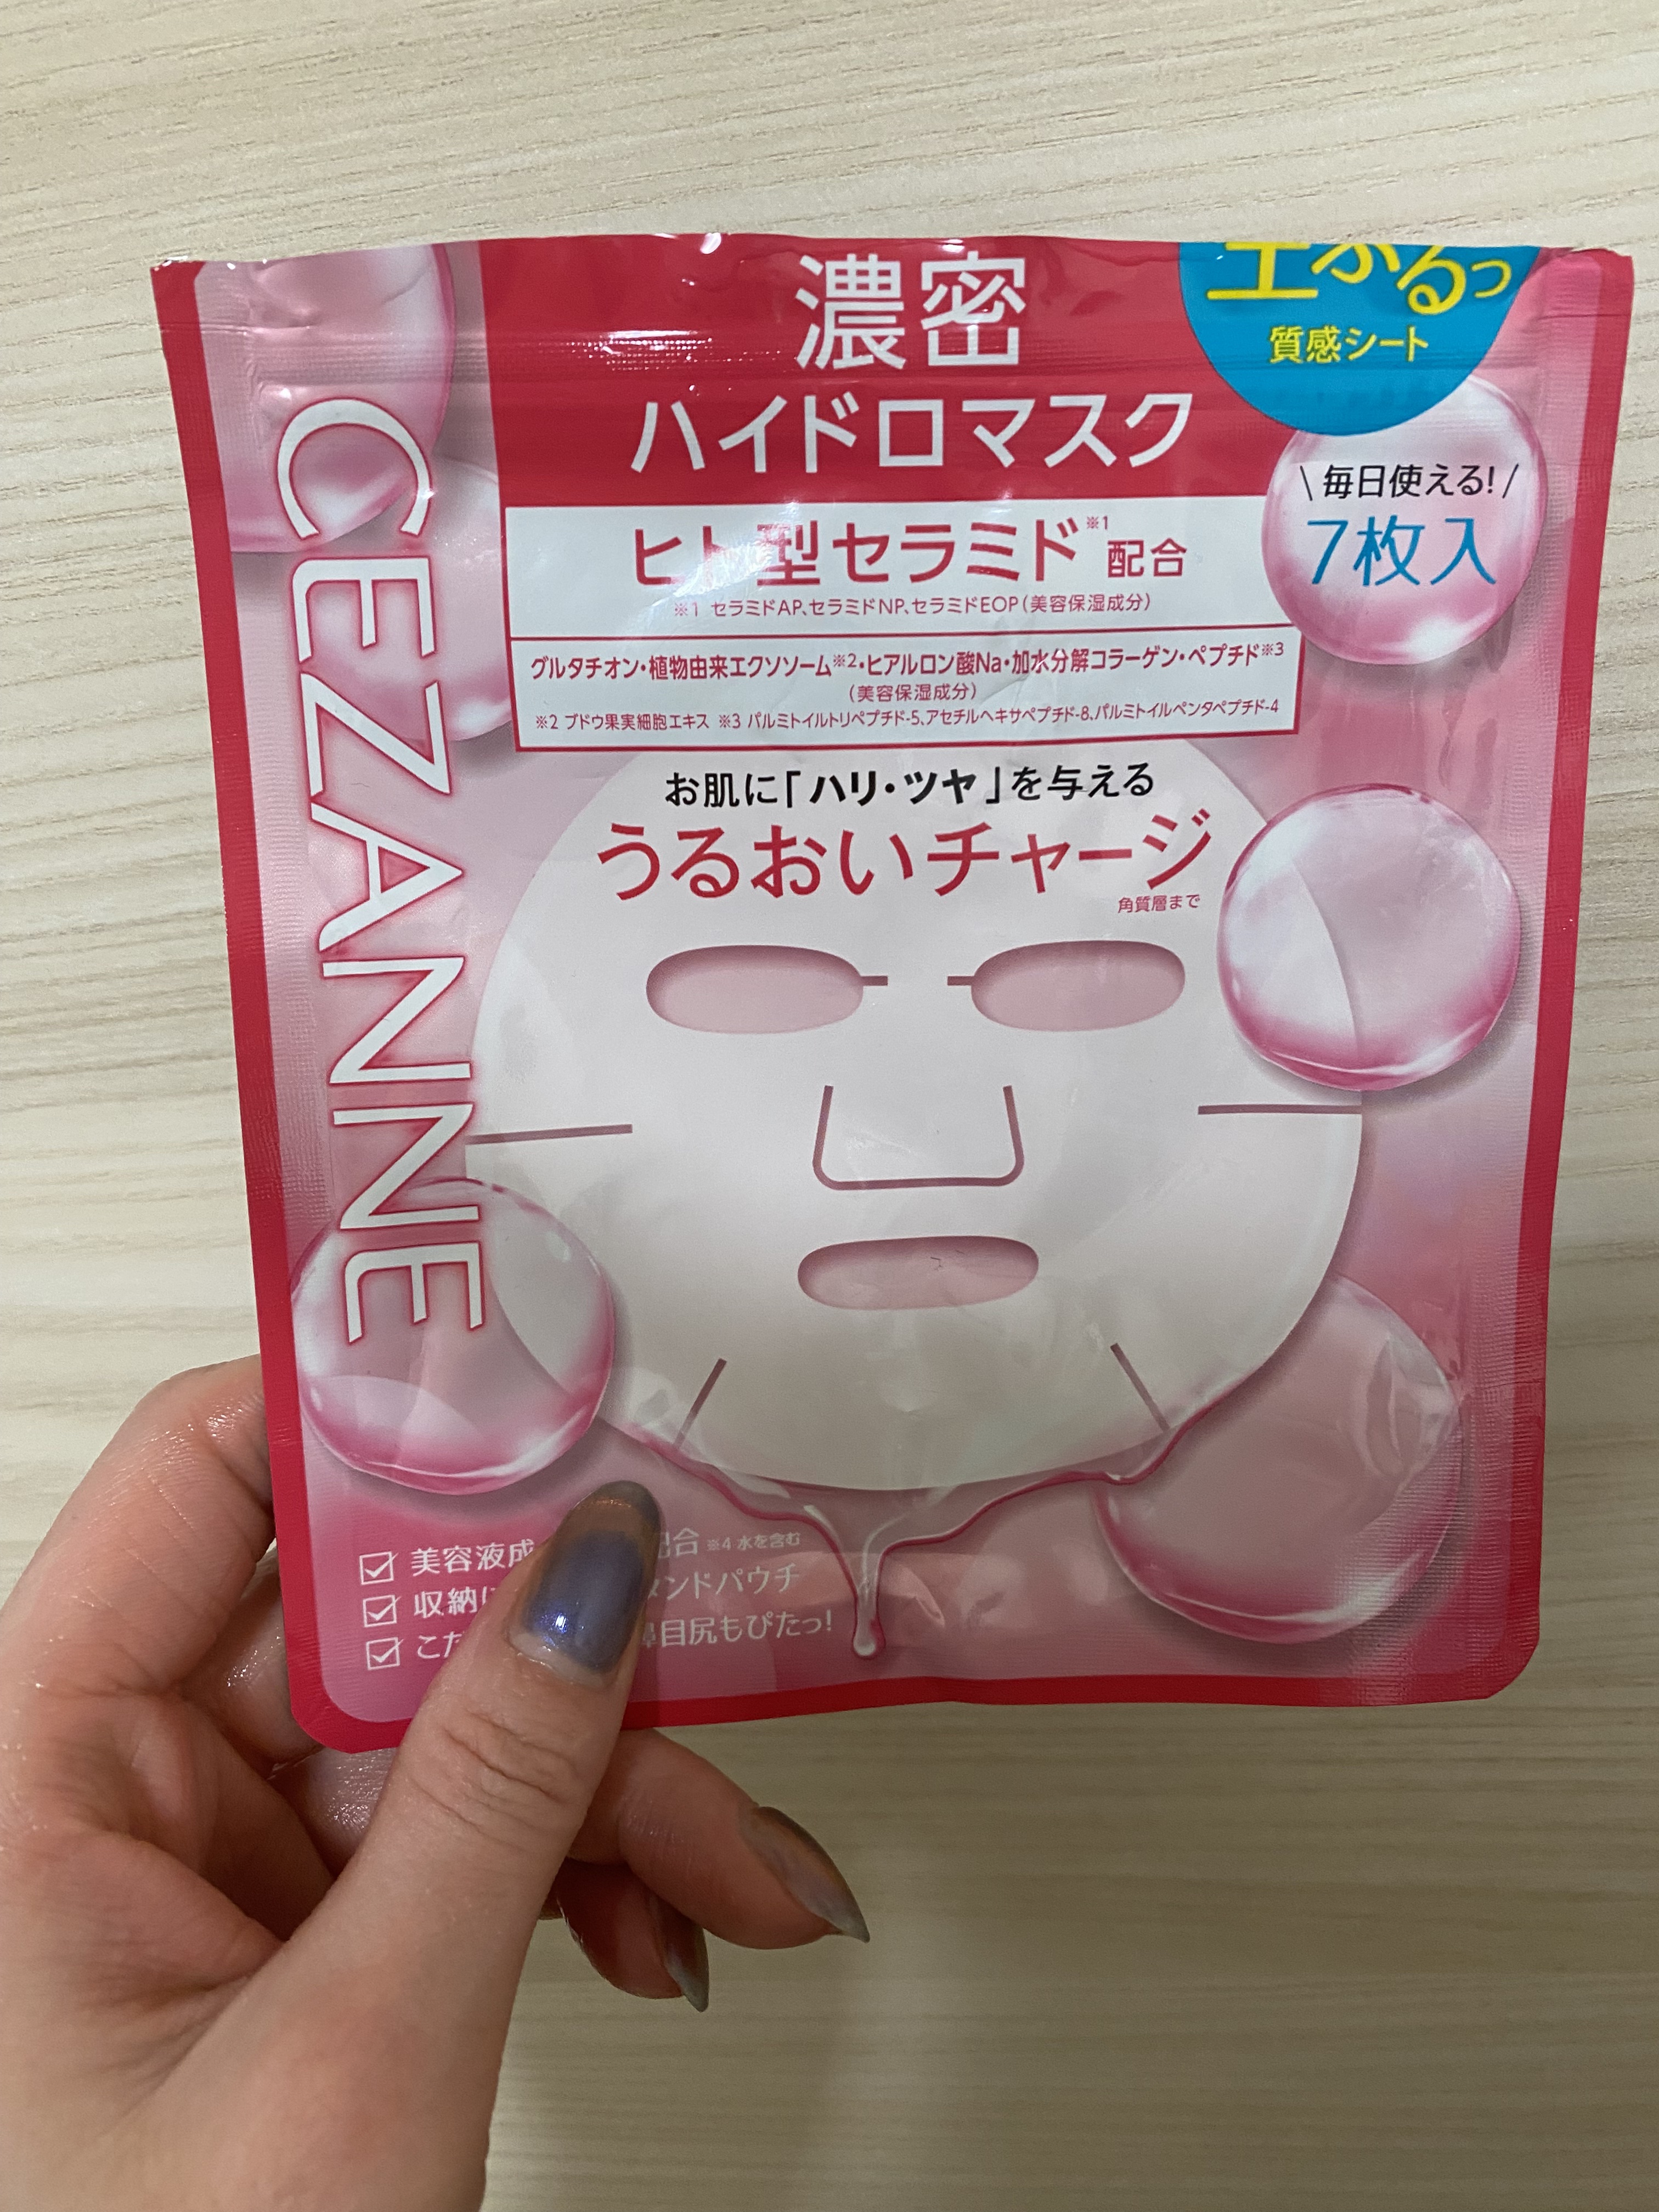 濃密
ハイドロマスク
質感シート
\ 毎日使える! /
7枚入
CEZANNE
ヒト型セラミド※1 配合
※1 セラミドAP、セラミドNP、セラミドEOP(美容保湿成分)
グルタチオン・植物由来エクソソーム※2・ヒアルロン酸Na・加水分解コラーゲン・ペプチド※3
(美容保湿成分)
※2 ブドウ果実細胞エキス ※3 パルミトイルトリペプチド-5、アセチルヘキサペプチド-8、パルミトイルペンタペプチド-4
お肌に「ハリ・ツヤ」を与える
うるおいチャージ
角質層まで
美容液成 配合 ※4 水を含む
収納に ンドパウチ
こだ 目尻もぴたっ!